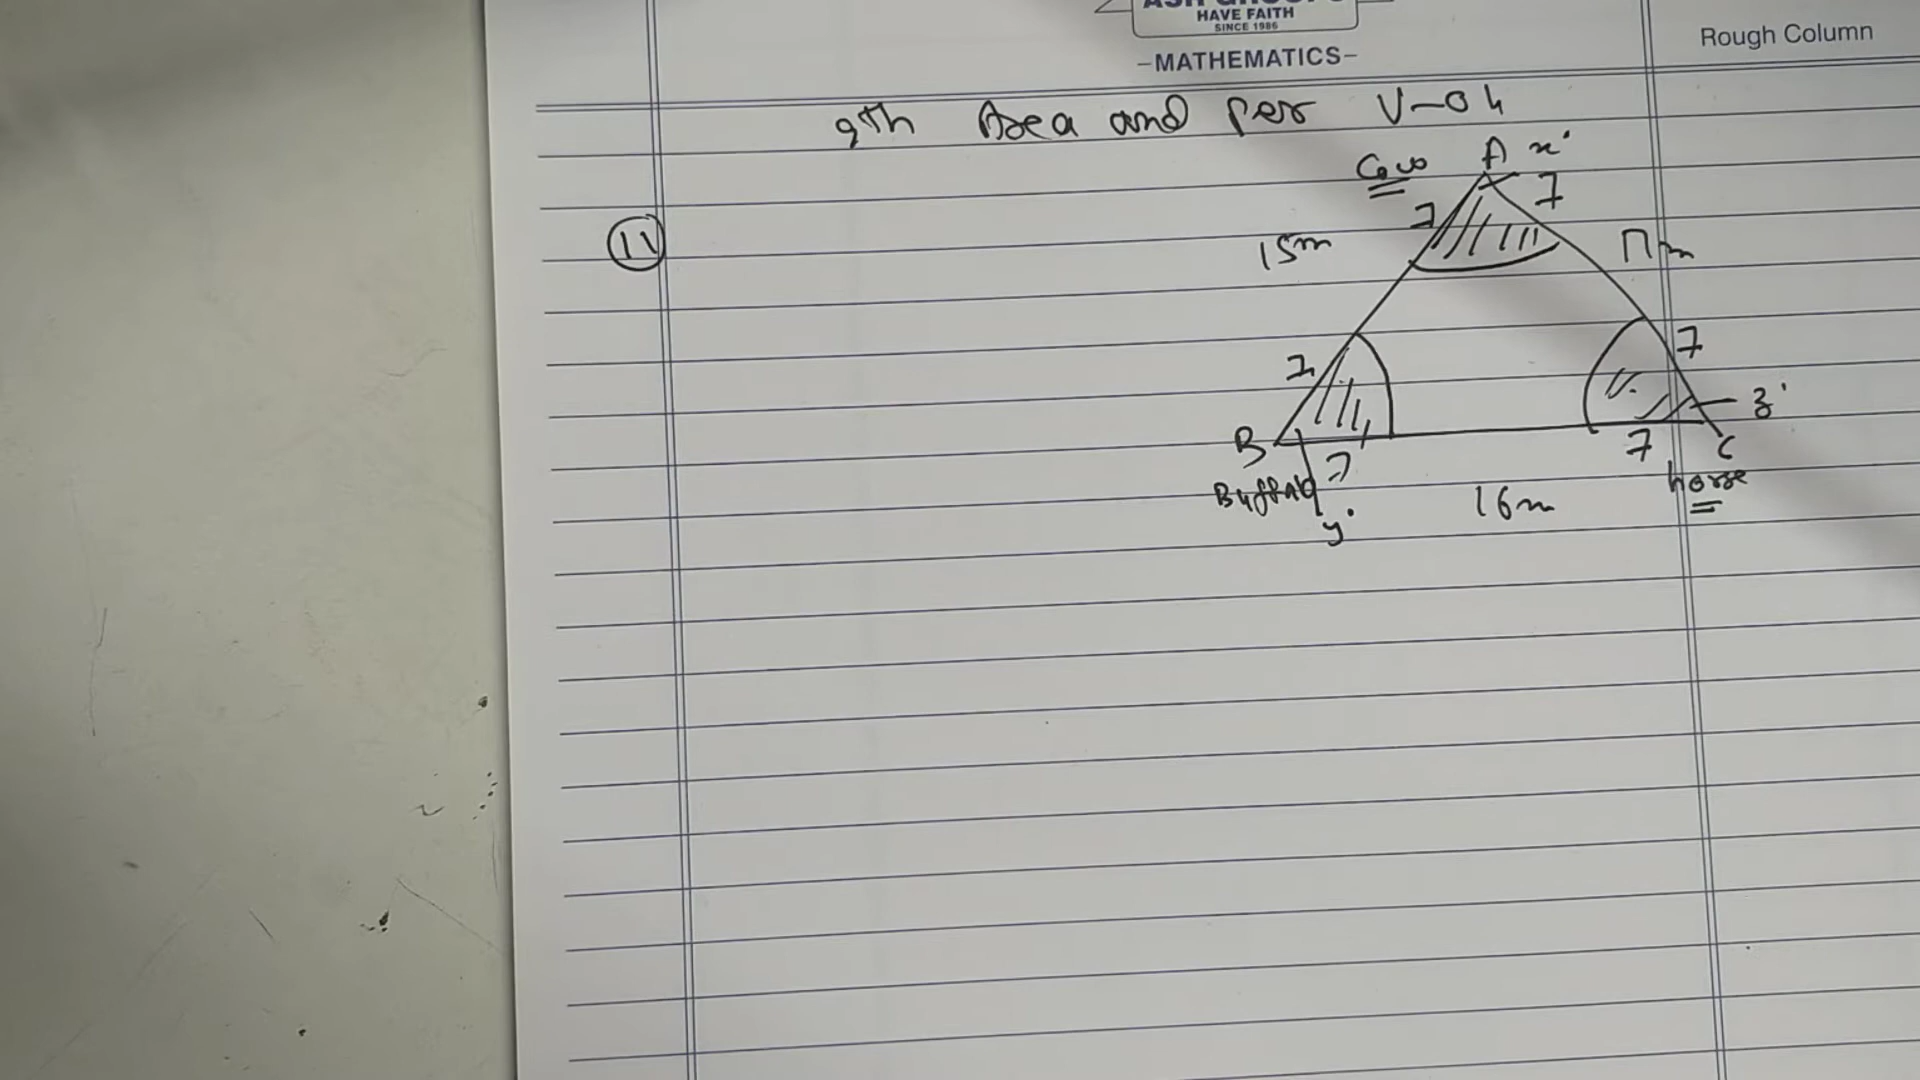 HAVE FAITH
SINCE 1986
-MATHEMATICS-
Rough Column
9th Area and Per V-04
Cow A x°
7 7
11
15m 17m
7 7
z°
B 7 7 C
Buffalo horse
y° 16m